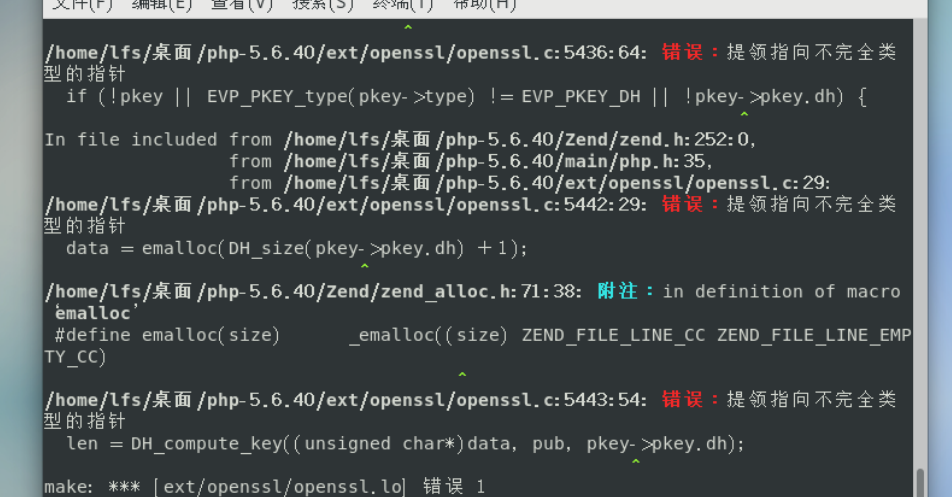 文件(F) 编辑(E) 查看(V) 搜索(S) 终端(T) 帮助(H)
^
/home/lfs/桌面/php-5.6.40/ext/openssl/openssl.c:5436:64: 错误：提领指向不完全类
型的指针
if (!pkey || EVP_PKEY_type(pkey->type) != EVP_PKEY_DH || !pkey->pkey.dh) {
^
In file included from /home/lfs/桌面/php-5.6.40/Zend/zend.h:252:0,
from /home/lfs/桌面/php-5.6.40/main/php.h:35,
from /home/lfs/桌面/php-5.6.40/ext/openssl/openssl.c:29:
/home/lfs/桌面/php-5.6.40/ext/openssl/openssl.c:5442:29: 错误：提领指向不完全类
型的指针
data = emalloc(DH_size(pkey->pkey.dh) + 1);
^
/home/lfs/桌面/php-5.6.40/Zend/zend_alloc.h:71:38: 附注：in definition of macro
‘emalloc’
#define emalloc(size) _emalloc((size) ZEND_FILE_LINE_CC ZEND_FILE_LINE_EMP
TY_CC)
^
/home/lfs/桌面/php-5.6.40/ext/openssl/openssl.c:5443:54: 错误：提领指向不完全类
型的指针
len = DH_compute_key((unsigned char*)data, pub, pkey->pkey.dh);
^
make: *** [ext/openssl/openssl.lo] 错误 1